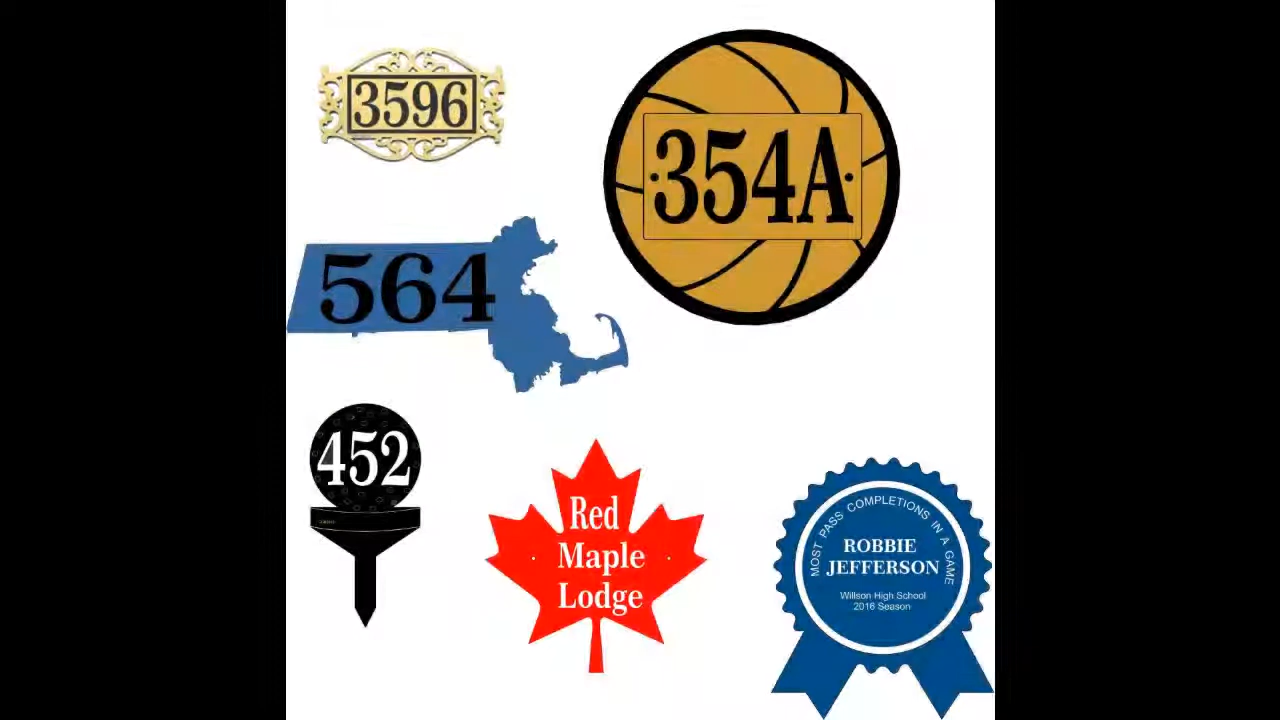 3596
354A
564
452
Red
Maple
Lodge
MOST PASS COMPLETIONS IN A GAME
ROBBIE
JEFFERSON
Willson High School
2016 Season